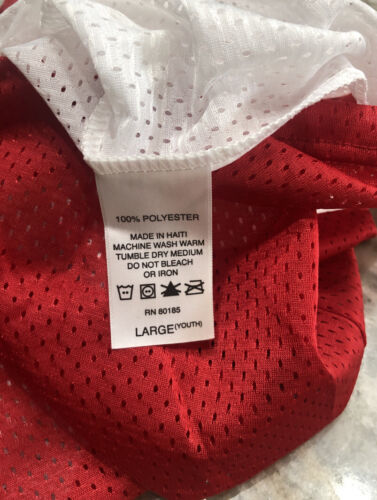 100% POLYESTER
MADE IN HAITI
MACHINE WASH WARM
TUMBLE DRY MEDIUM
DO NOT BLEACH
OR IRON
RN 80185
LARGE(YOUTH)